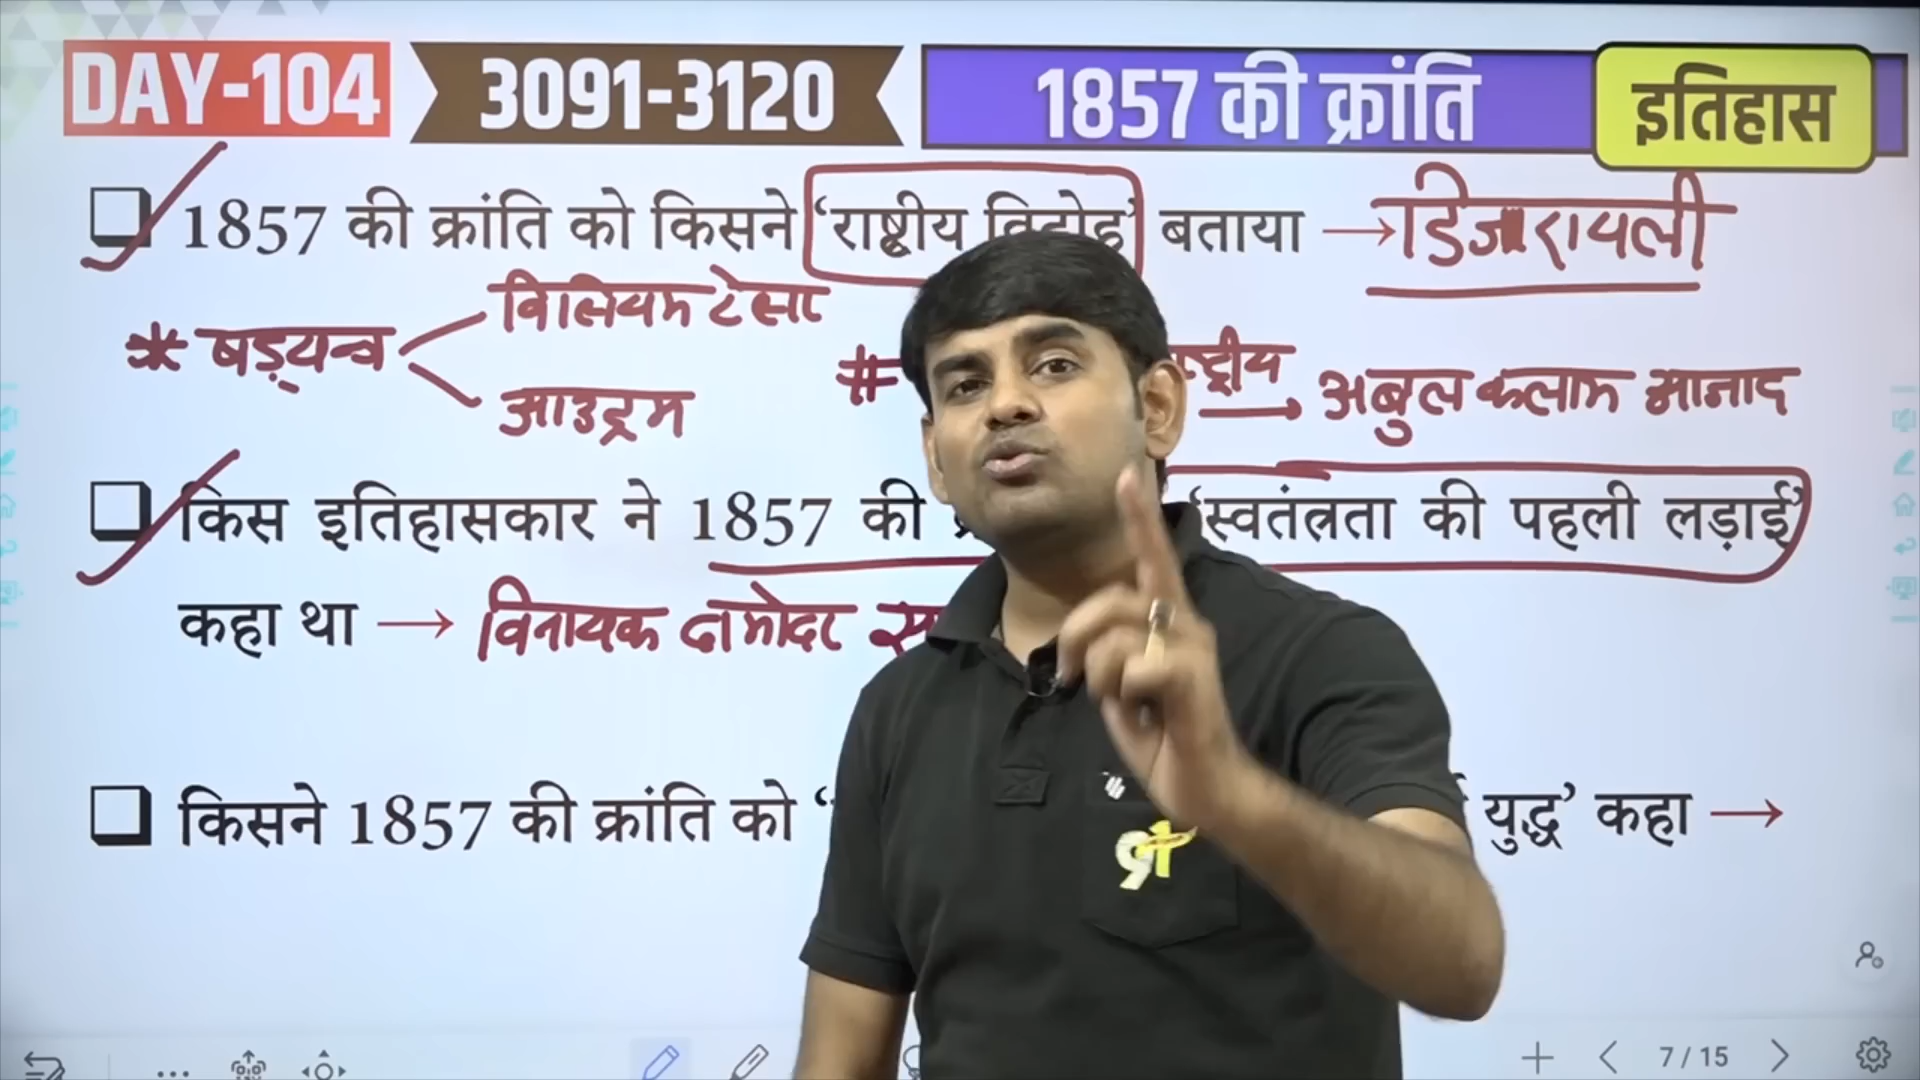 DAY-104 3091-3120 1857 की क्रांति इतिहास
1857 की क्रांति को किसने ‘राष्ट्रीय विद्रोह’ बताया → डिजरायली
* षड़यन्त्र विलियम टेलर
आउट्रम
# राष्ट्रीय → अबुल कलाम आजाद
किस इतिहासकार ने 1857 की ‘स्वतंत्रता की पहली लड़ाई’
कहा था → विनायक दामोदर
किसने 1857 की क्रांति को ‘ युद्ध’ कहा →
7 / 15